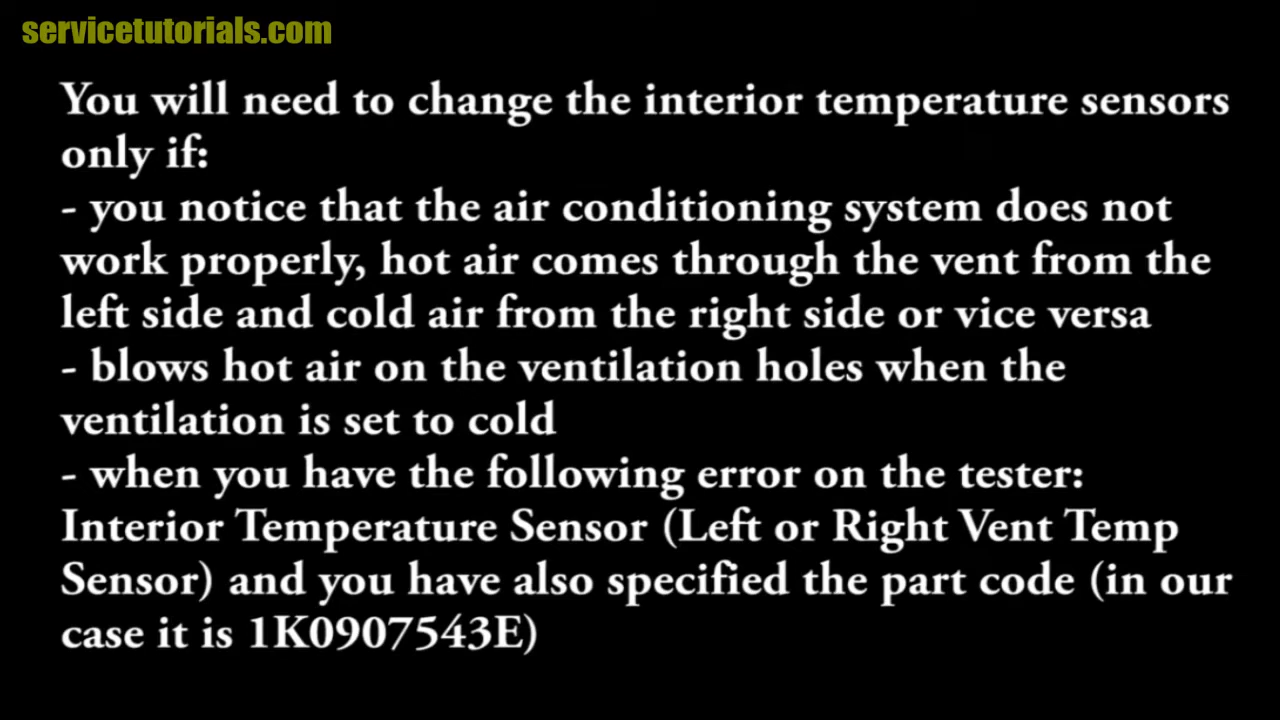 servicetutorials.com
You will need to change the interior temperature sensors
only if:
- you notice that the air conditioning system does not
work properly, hot air comes through the vent from the
left side and cold air from the right side or vice versa
- blows hot air on the ventilation holes when the
ventilation is set to cold
- when you have the following error on the tester:
Interior Temperature Sensor (Left or Right Vent Temp
Sensor) and you have also specified the part code (in our
case it is 1K0907543E)